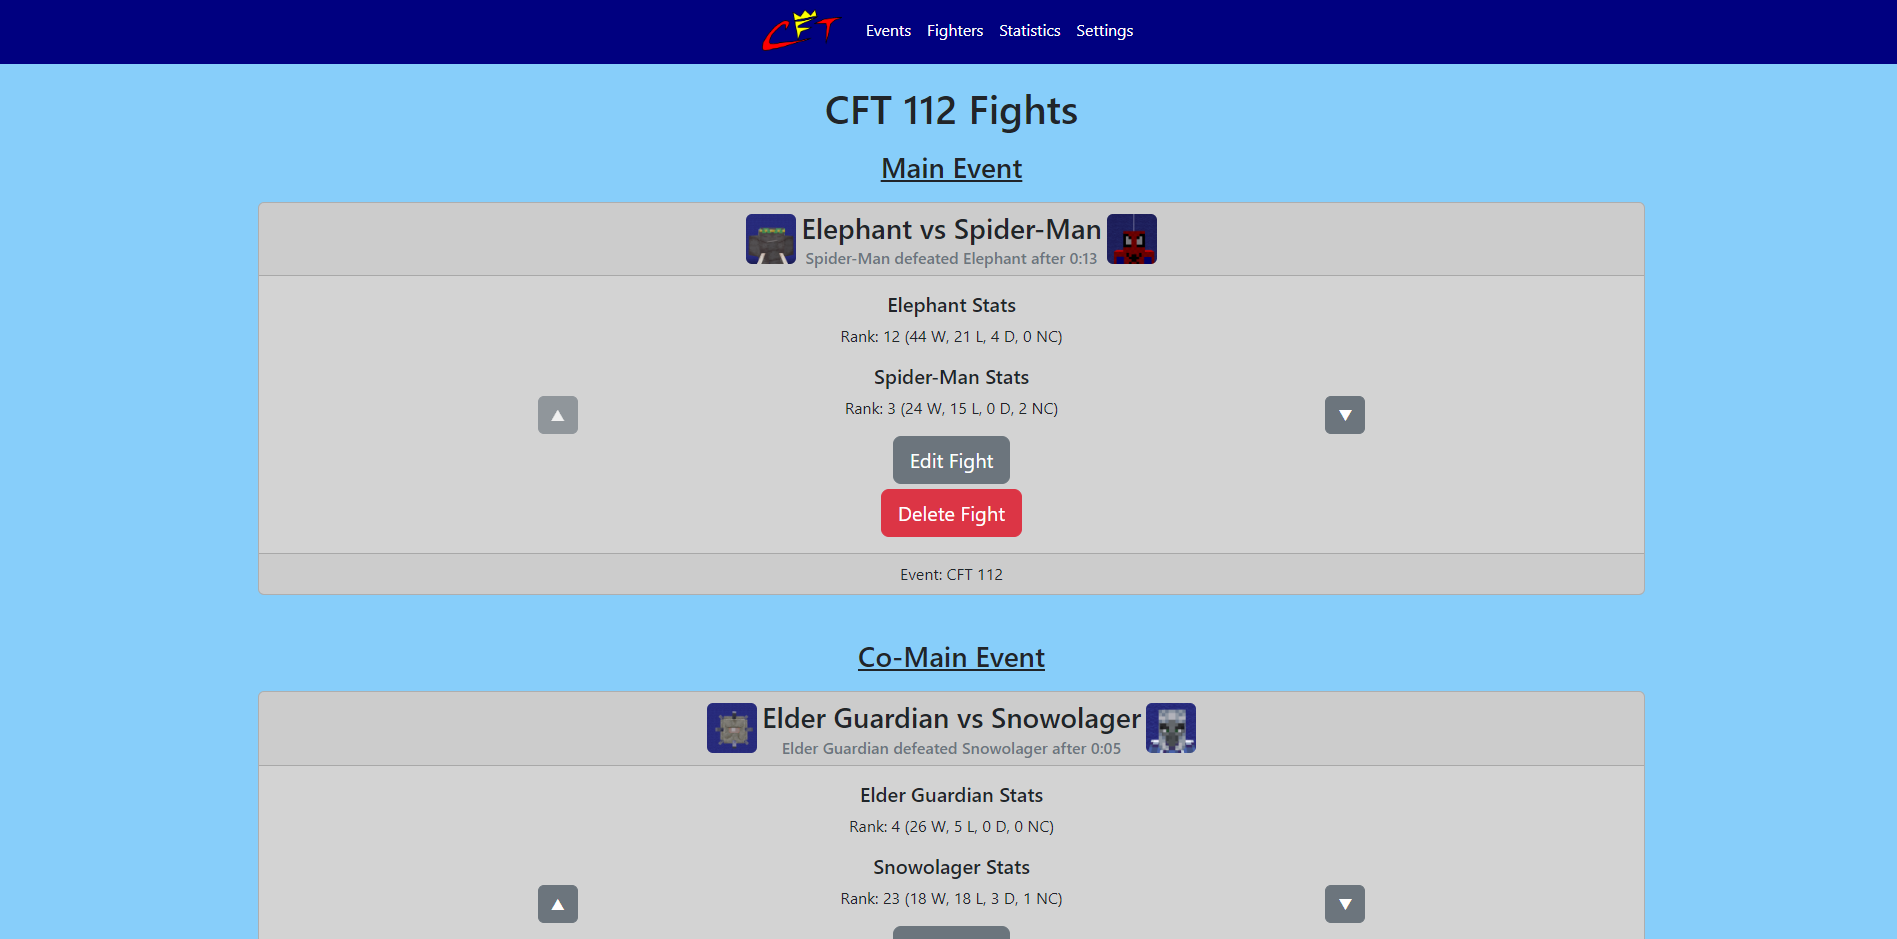 CFT
Events
Fighters
Statistics
Settings
CFT 112 Fights
Main Event
Elephant vs Spider-Man
Spider-Man defeated Elephant after 0:13
Elephant Stats
Rank: 12 (44 W, 21 L, 4 D, 0 NC)
Spider-Man Stats
Rank: 3 (24 W, 15 L, 0 D, 2 NC)
▲
▼
Edit Fight
Delete Fight
Event: CFT 112
Co-Main Event
Elder Guardian vs Snowolager
Elder Guardian defeated Snowolager after 0:05
Elder Guardian Stats
Rank: 4 (26 W, 5 L, 0 D, 0 NC)
Snowolager Stats
Rank: 23 (18 W, 18 L, 3 D, 1 NC)
▲
▼